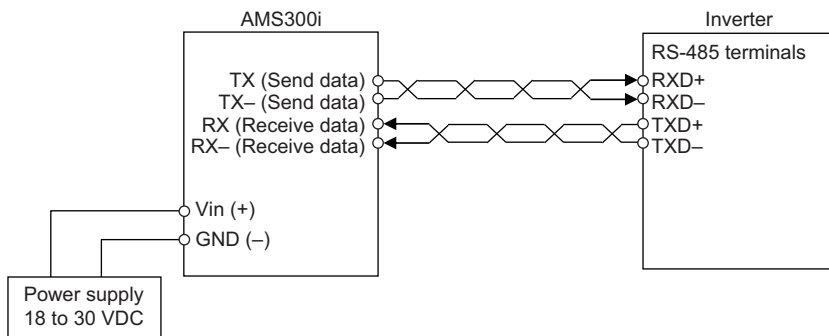 AMS300i
TX (Send data)
TX– (Send data)
RX (Receive data)
RX– (Receive data)
Vin (+)
GND (–)
Power supply
18 to 30 VDC
Inverter
RS-485 terminals
RXD+
RXD–
TXD+
TXD–